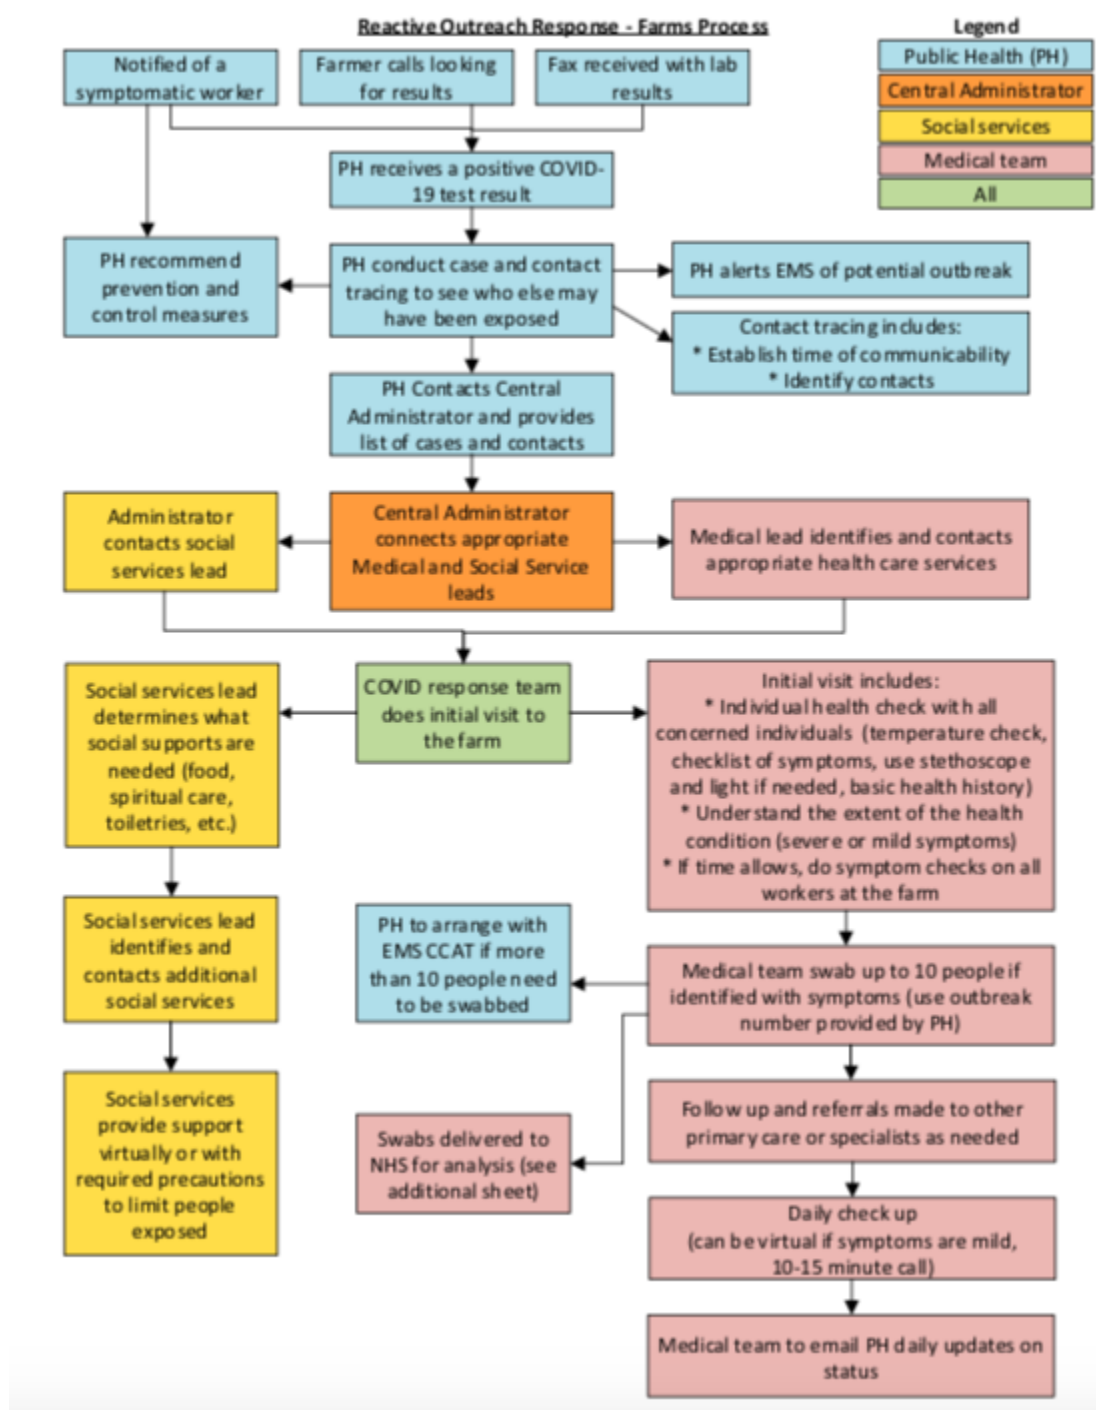 Reactive Outreach Response - Farms Process
Legend
Public Health (PH)
Central Administrator
Social services
Medical team
All
Notified of a
symptomatic worker
Farmer calls looking
for results
Fax received with lab
results
PH receives a positive COVID-
19 test result
PH recommend
prevention and
control measures
PH conduct case and contact
tracing to see who else may
have been exposed
PH alerts EMS of potential outbreak
Contact tracing includes:
* Establish time of communicability
* Identify contacts
PH Contacts Central
Administrator and provides
list of cases and contacts
Administrator
contacts social
services lead
Central Administrator
connects appropriate
Medical and Social Service
leads
Medical lead identifies and contacts
appropriate health care services
Social services lead
determines what
social supports are
needed (food,
spiritual care,
toiletries, etc.)
COVID response team
does initial visit to
the farm
Initial visit includes:
* Individual health check with all
concerned individuals (temperature check,
checklist of symptoms, use stethoscope
and light if needed, basic health history)
* Understand the extent of the health
condition (severe or mild symptoms)
* If time allows, do symptom checks on all
workers at the farm
Social services lead
identifies and
contacts additional
social services
PH to arrange with
EMS CCAT if more
than 10 people need
to be swabbed
Medical team swab up to 10 people if
identified with symptoms (use outbreak
number provided by PH)
Social services
provide support
virtually or with
required precautions
to limit people
exposed
Swabs delivered to
NHS for analysis (see
additional sheet)
Follow up and referrals made to other
primary care or specialists as needed
Daily check up
(can be virtual if symptoms are mild,
10-15 minute call)
Medical team to email PH daily updates on
status